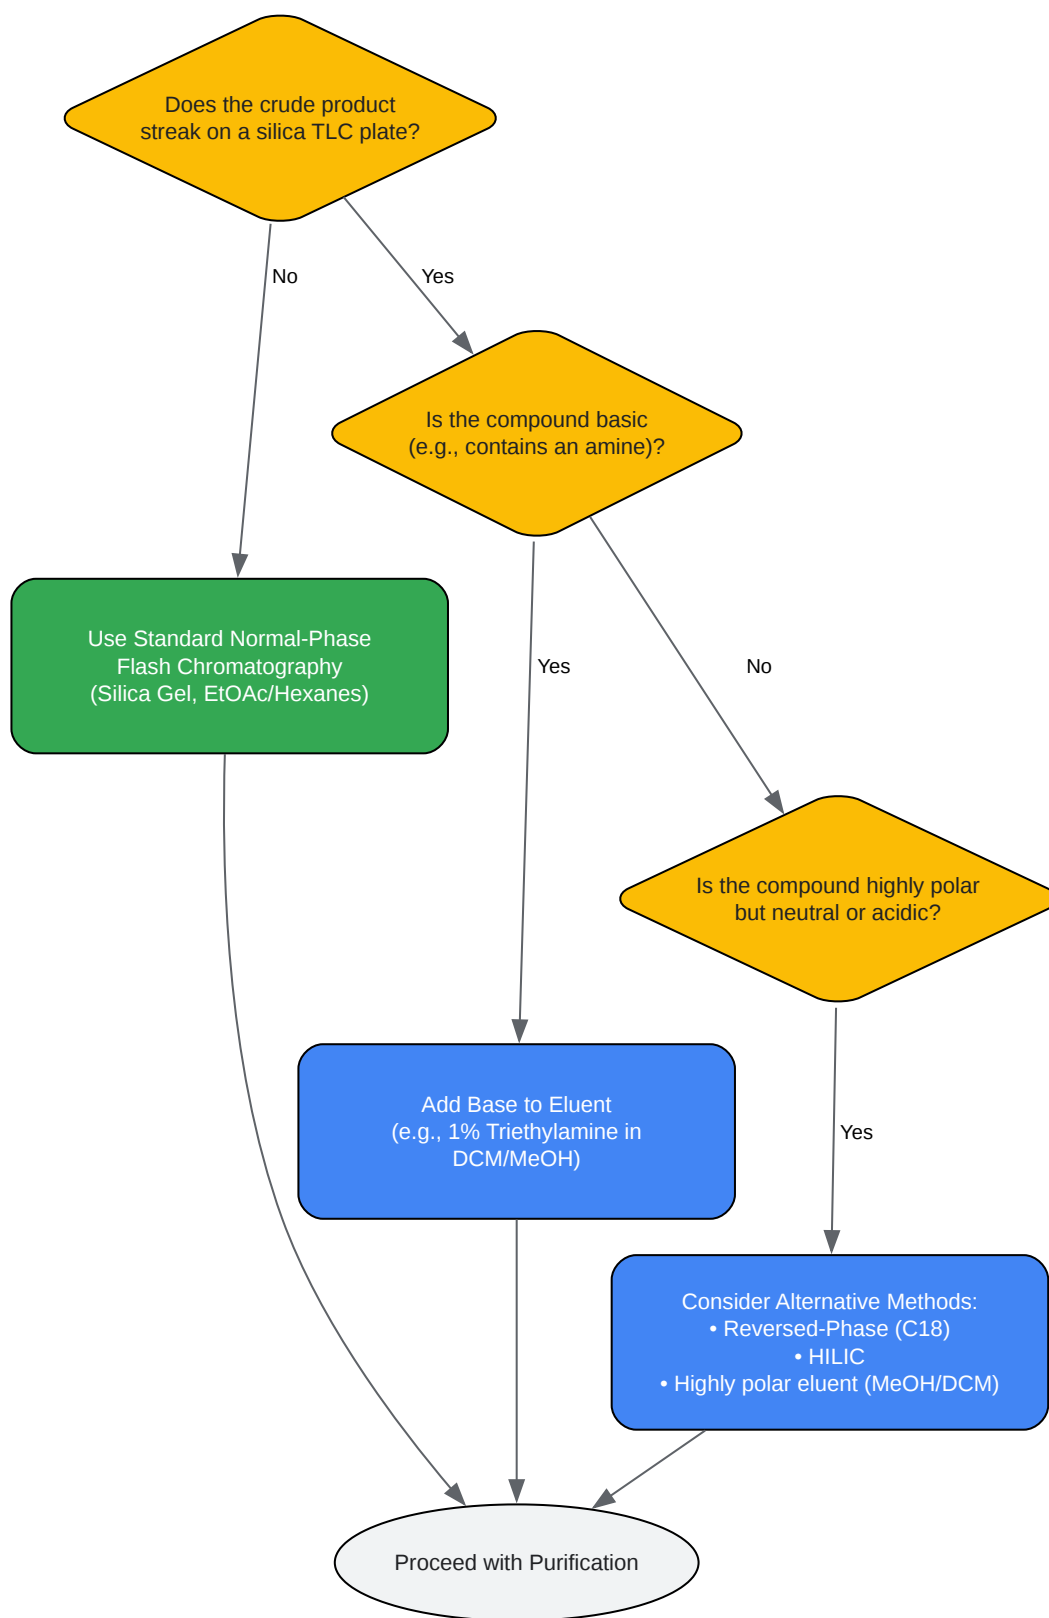 Does the crude product
streak on a silica TLC plate?
No
Yes
Is the compound basic
(e.g., contains an amine)?
Use Standard Normal-Phase
Flash Chromatography
(Silica Gel, EtOAc/Hexanes)
Yes
No
Is the compound highly polar
but neutral or acidic?
Add Base to Eluent
(e.g., 1% Triethylamine in
DCM/MeOH)
Yes
Consider Alternative Methods:
• Reversed-Phase (C18)
• HILIC
• Highly polar eluent (MeOH/DCM)
Proceed with Purification